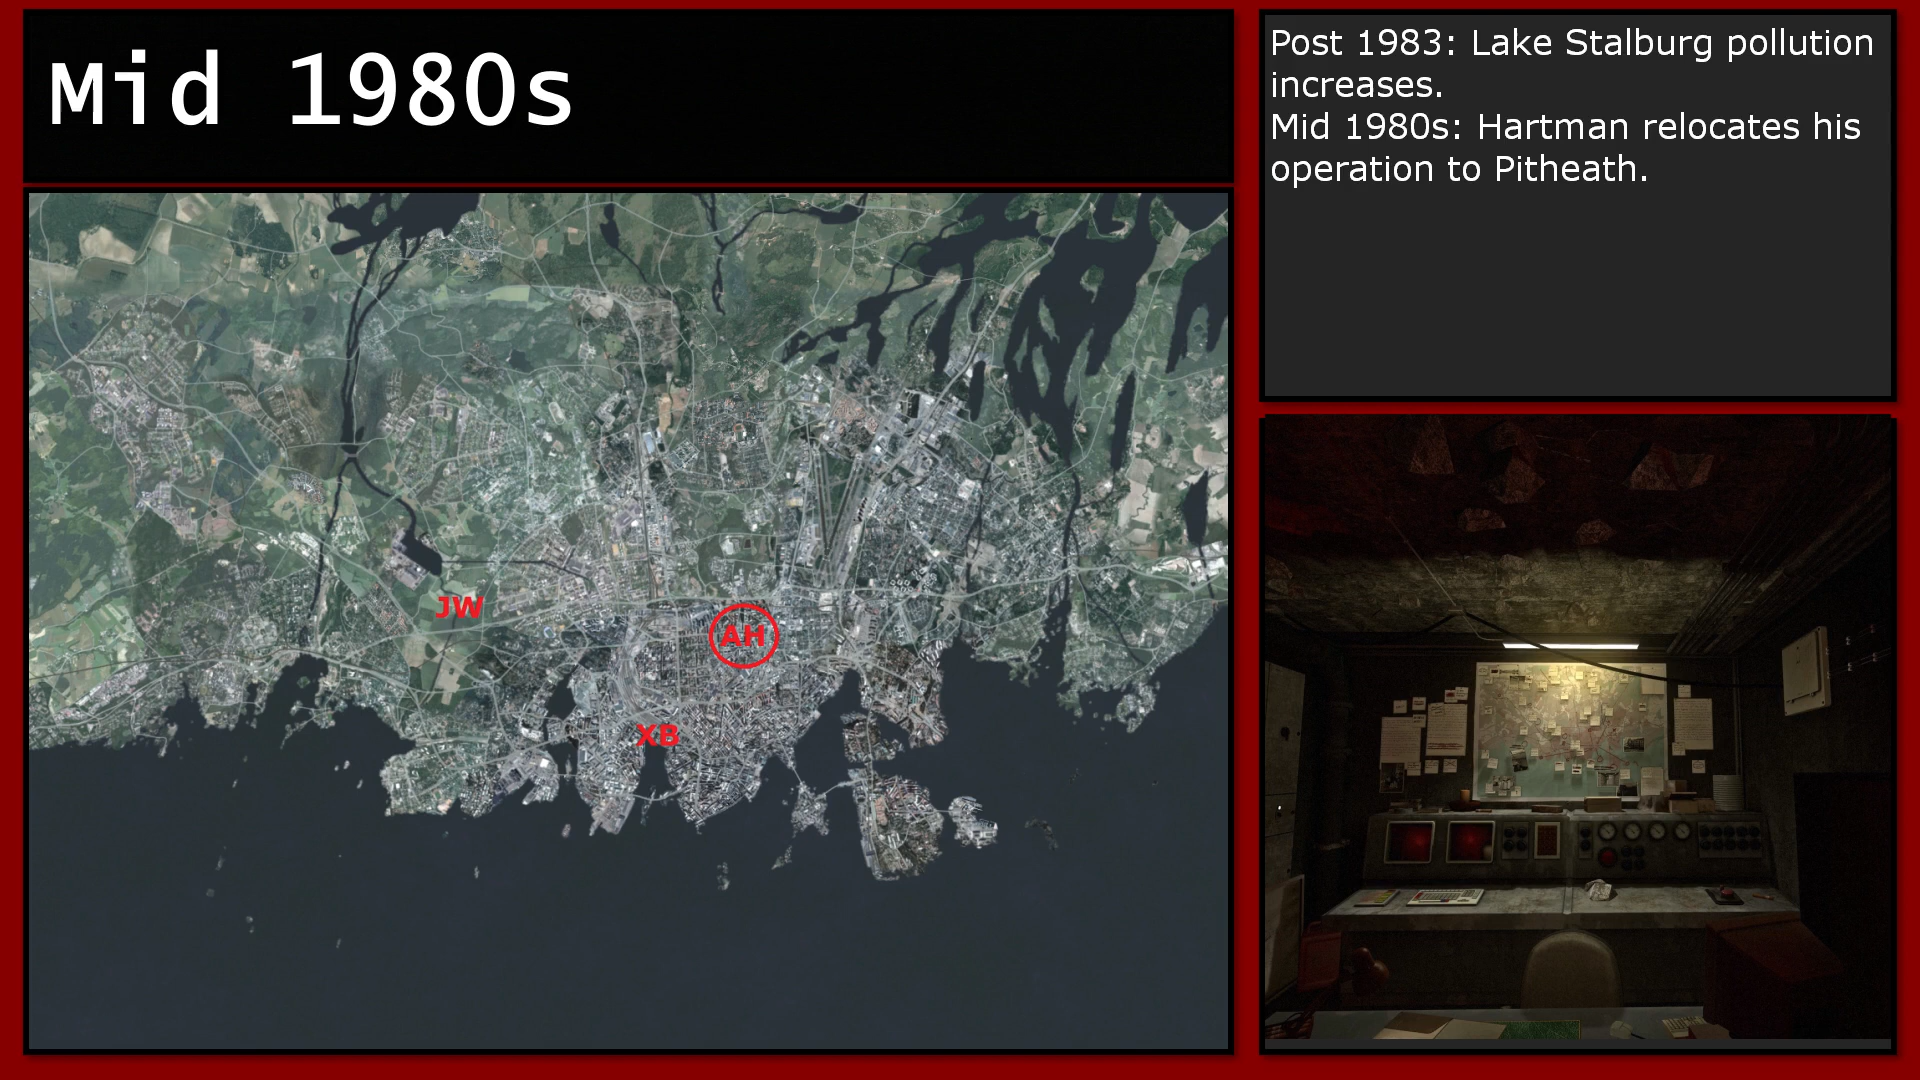 Mid 1980s
Post 1983: Lake Stalburg pollution
increases.
Mid 1980s: Hartman relocates his
operation to Pitheath.
JW
AH
XB